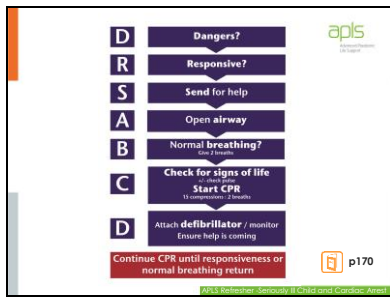 D Dangers?
R Responsive?
S Send for help
A Open airway
B Normal breathing?
Give 2 breaths
C Check for signs of life
+/- check pulse
Start CPR
15 compressions : 2 breaths
D Attach defibrillator / monitor
Ensure help is coming
Continue CPR until responsiveness or
normal breathing return
apls
Advanced Paediatric
Life Support
p170
APLS Refresher -Seriously Ill Child and Cardiac Arrest